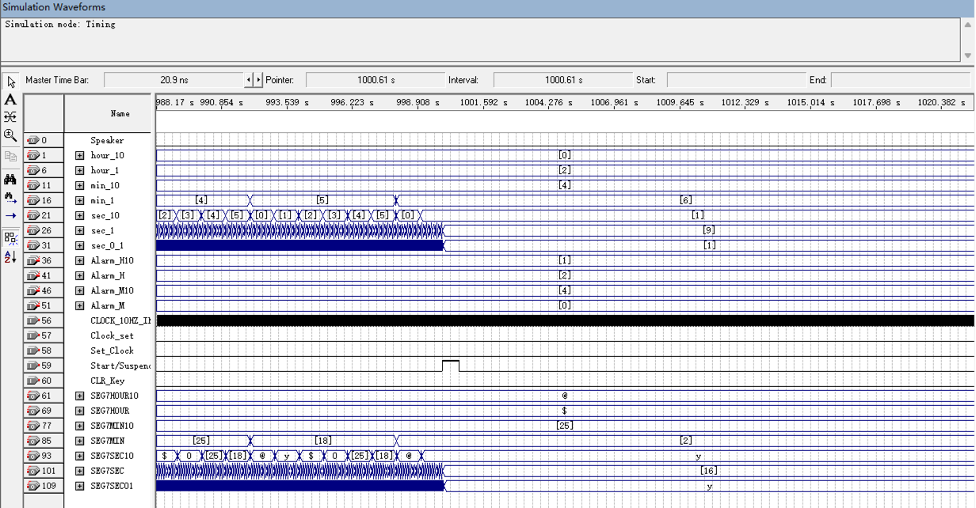 Simulation Waveforms
Simulation mode: Timing
Master Time Bar: 20.9 ns Pointer: 1000.61 s Interval: 1000.61 s Start: End:
Name 988.17 s 990.854 s 993.539 s 996.223 s 998.908 s 1001.592 s 1004.276 s 1006.961 s 1009.645 s 1012.329 s 1015.014 s 1017.698 s 1020.382 s
0 Speaker
1 hour_10 [0]
6 hour_1 [2]
11 min_10 [4]
16 min_1 [4] [5] [6]
21 sec_10 [2] [3] [4] [5] [0] [1] [2] [3] [4] [5] [0] [1]
26 sec_1 [9]
31 sec_0_1 [1]
36 Alarm_H10 [1]
41 Alarm_H [2]
46 Alarm_M10 [4]
51 Alarm_M [0]
56 CLOCK_10HZ_I
57 Clock_set
58 Set_Clock
59 Start/Suspen
60 CLR_Key
61 SEG7HOUR10 @
69 SEG7HOUR $
77 SEG7MIN10 [25]
85 SEG7MIN [25] [18] [2]
93 SEG7SEC10 $ 0 [25] [18] @ y $ 0 [25] [18] @ y
101 SEG7SEC [16]
109 SEG7SEC01 y